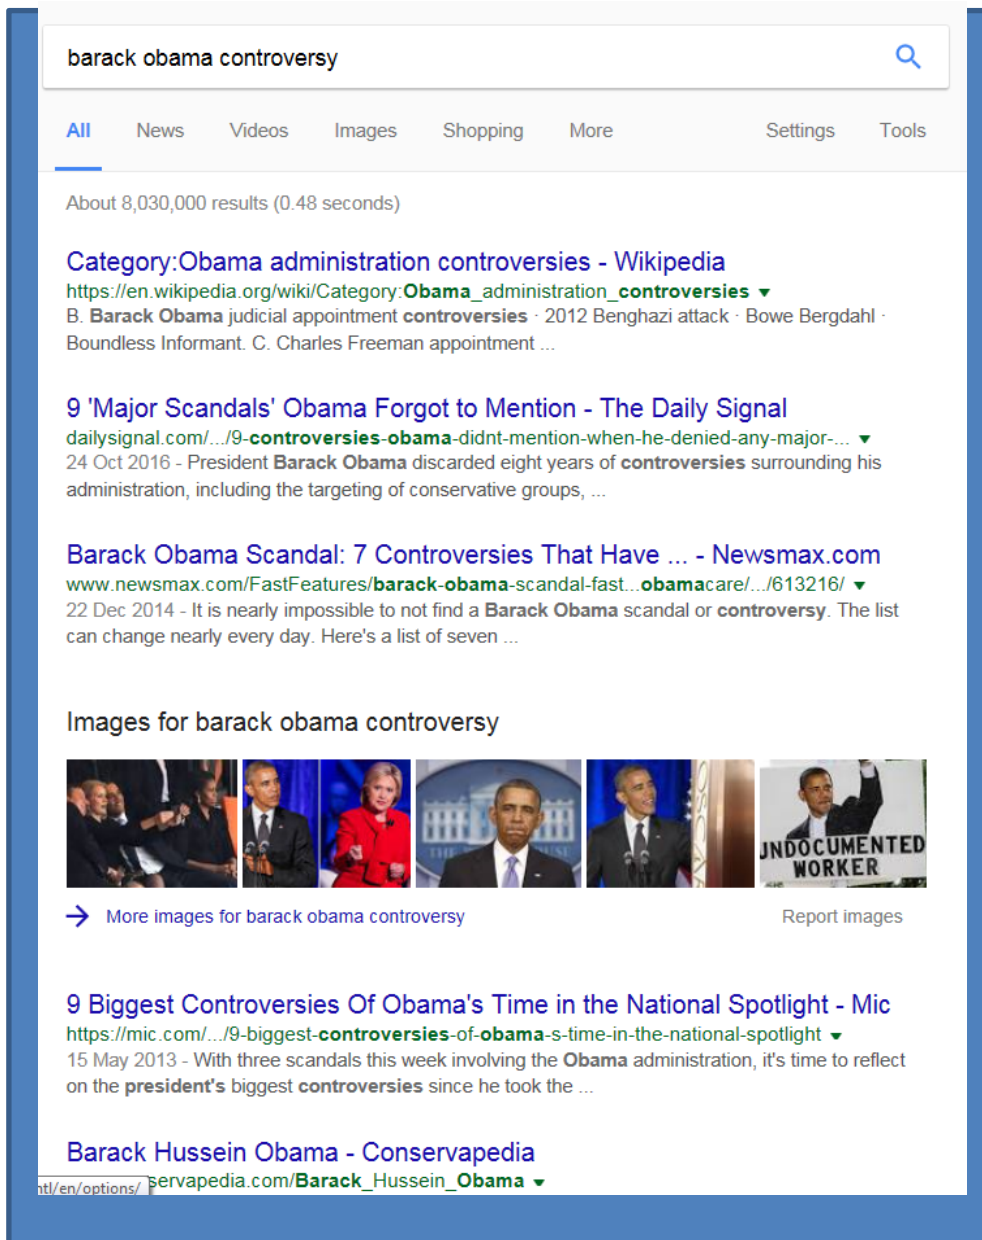 barack obama controversy
All News Videos Images Shopping More Settings Tools
About 8,030,000 results (0.48 seconds)
Category:Obama administration controversies - Wikipedia
https://en.wikipedia.org/wiki/Category:Obama_administration_controversies
B. Barack Obama judicial appointment controversies · 2012 Benghazi attack · Bowe Bergdahl ·
Boundless Informant. C. Charles Freeman appointment ...
9 'Major Scandals' Obama Forgot to Mention - The Daily Signal
dailysignal.com/.../9-controversies-obama-didnt-mention-when-he-denied-any-major-...
24 Oct 2016 - President Barack Obama discarded eight years of controversies surrounding his
administration, including the targeting of conservative groups, ...
Barack Obama Scandal: 7 Controversies That Have ... - Newsmax.com
www.newsmax.com/FastFeatures/barack-obama-scandal-fast...obamacare/.../613216/
22 Dec 2014 - It is nearly impossible to not find a Barack Obama scandal or controversy. The list
can change nearly every day. Here's a list of seven ...
Images for barack obama controversy
UNDOCUMENTED
WORKER
More images for barack obama controversy Report images
9 Biggest Controversies Of Obama's Time in the National Spotlight - Mic
https://mic.com/.../9-biggest-controversies-of-obama-s-time-in-the-national-spotlight
15 May 2013 - With three scandals this week involving the Obama administration, it's time to reflect
on the president's biggest controversies since he took the ...
Barack Hussein Obama - Conservapedia
servapedia.com/Barack_Hussein_Obama
ntl/en/options/